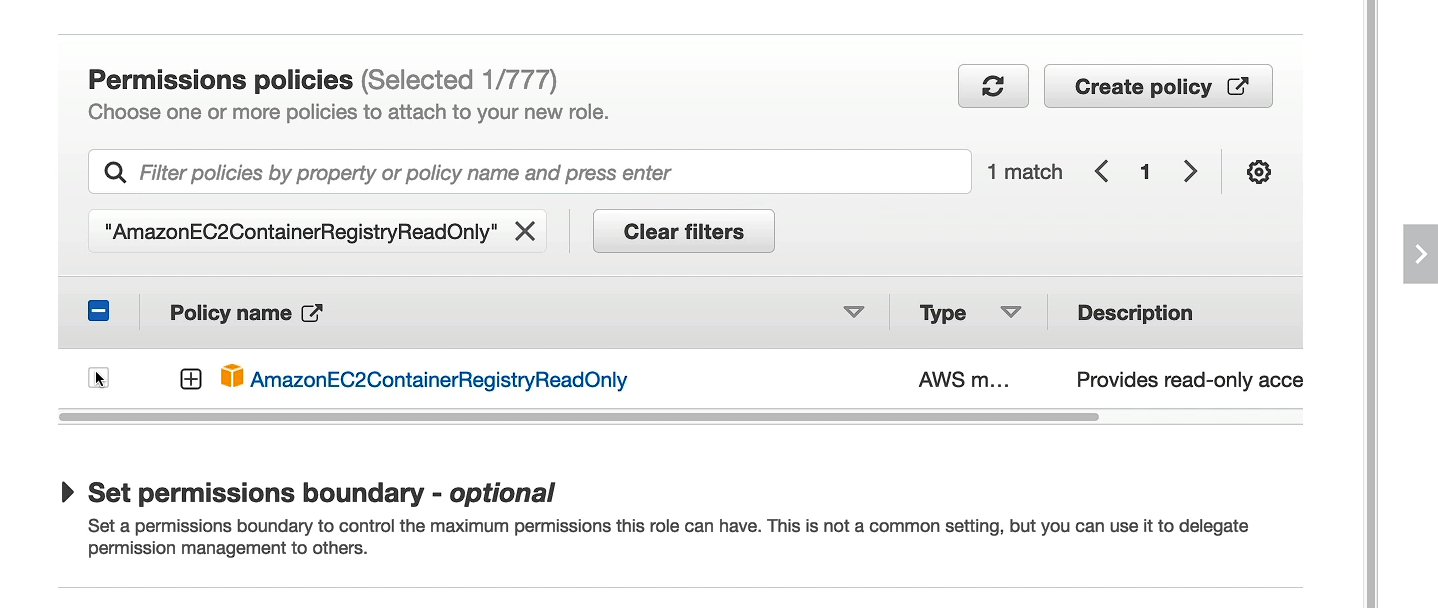 Permissions policies (Selected 1/777)
Choose one or more policies to attach to your new role.
Create policy
Filter policies by property or policy name and press enter
1 match
1
"AmazonEC2ContainerRegistryReadOnly"
Clear filters
Policy name
Type
Description
AmazonEC2ContainerRegistryReadOnly
AWS m...
Provides read-only acce
Set permissions boundary - optional
Set a permissions boundary to control the maximum permissions this role can have. This is not a common setting, but you can use it to delegate
permission management to others.